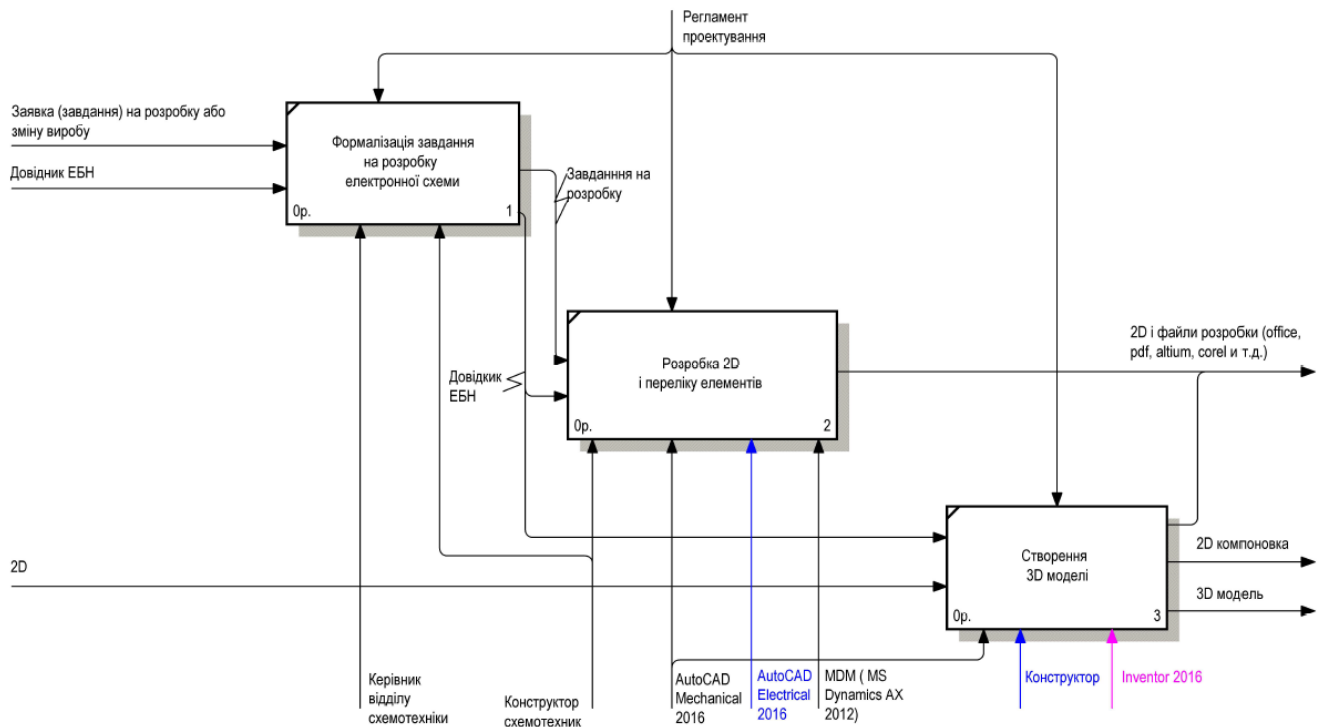 Регламент
проектування
Заявка (завдання) на розробку або
зміну виробу
Довідник ЕБН
Формалізація завдання
на розробку
електронної схеми
0р.
1
Завданння на
розробку
Розробка 2D
і переліку елементів
0р.
2
Довідкик
ЕБН
2D і файли розробки (office,
pdf, altium, corel и т.д.)
2D
Створення
3D моделі
0р.
3
2D компоновка
3D модель
Керівник
відділу
схемотехніки
Конструктор
схемотехник
AutoCAD
Mechanical
2016
AutoCAD
Electrical
2016
MDM ( MS
Dynamics AX
2012)
Конструктор
Inventor 2016